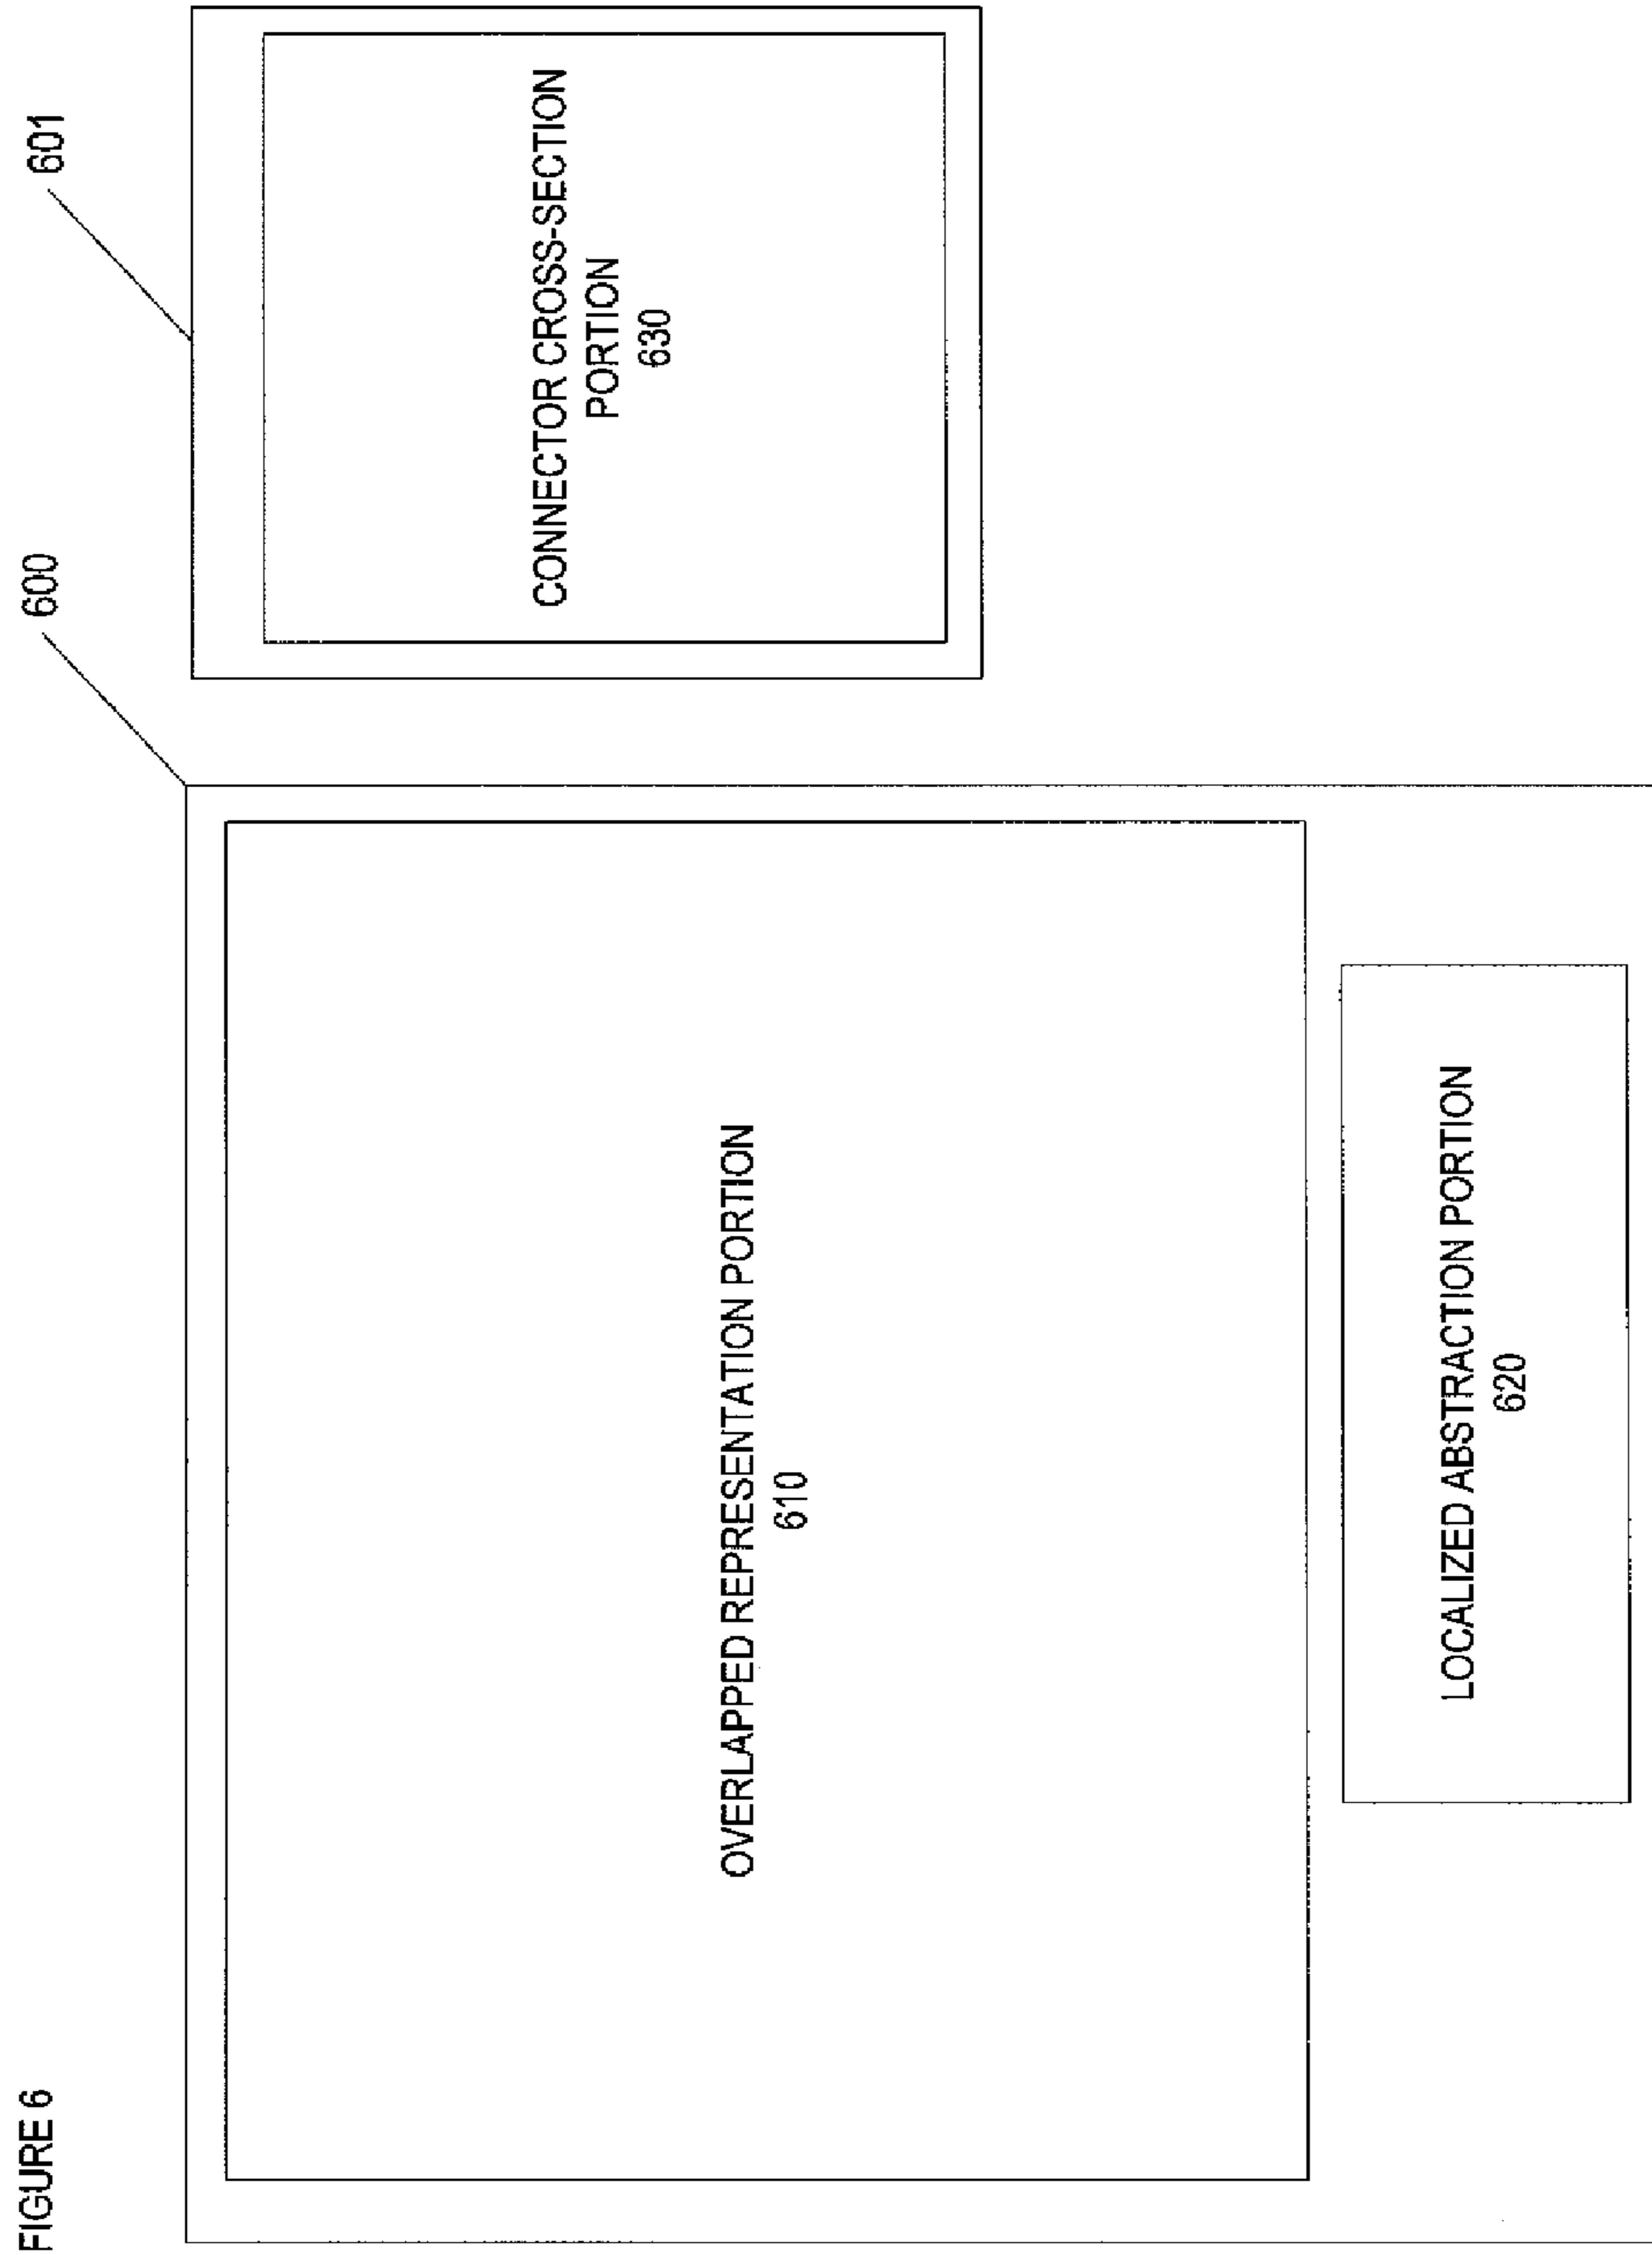 FIGURE 6
600
601
OVERLAPPED REPRESENTATION PORTION
610
CONNECTOR CROSS-SECTION
PORTION
630
LOCALIZED ABSTRACTION PORTION
620